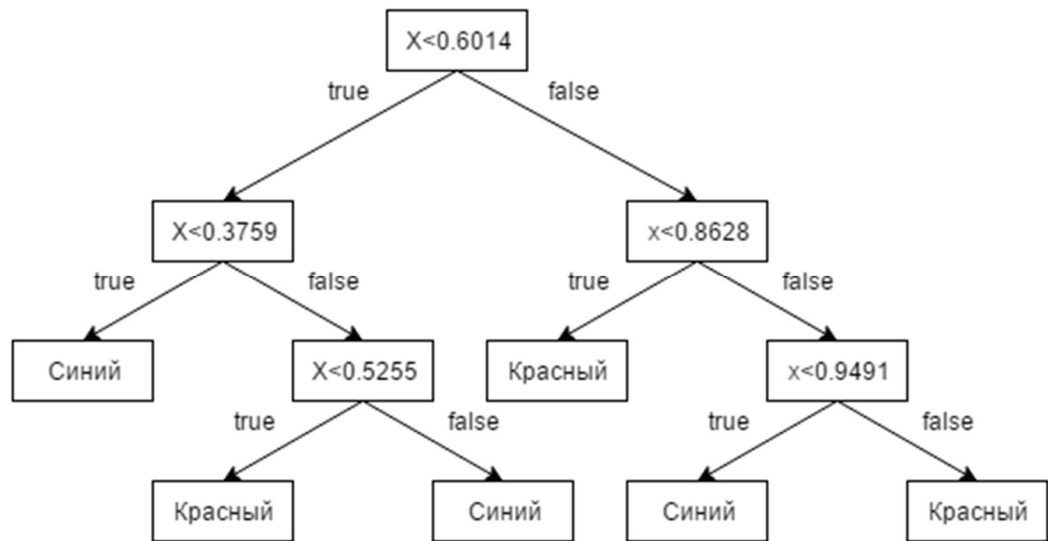 X<0.6014
true
false
X<0.3759
x<0.8628
true
false
true
false
Синий
X<0.5255
Красный
x<0.9491
true
false
true
false
Красный
Синий
Синий
Красный